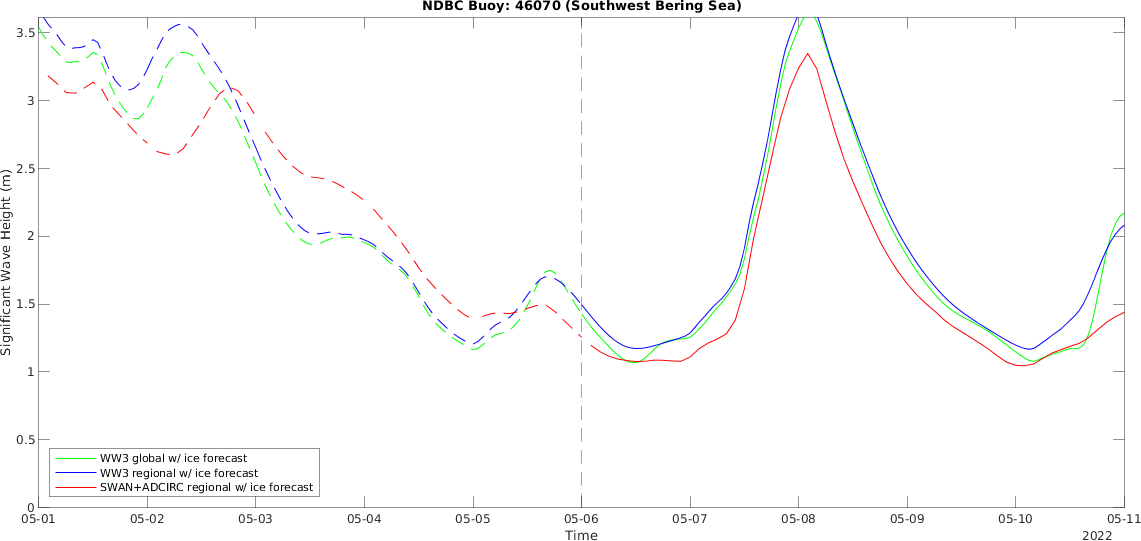 NDBC Buoy: 46070 (Southwest Bering Sea)
3.5
3
2.5
2
1.5
1
0.5
0
Significant Wave Height (m)
WW3 global w/ ice forecast
WW3 regional w/ ice forecast
SWAN+ADCIRC regional w/ ice forecast
05-01 05-02 05-03 05-04 05-05 05-06 05-07 05-08 05-09 05-10 05-11
Time
2022